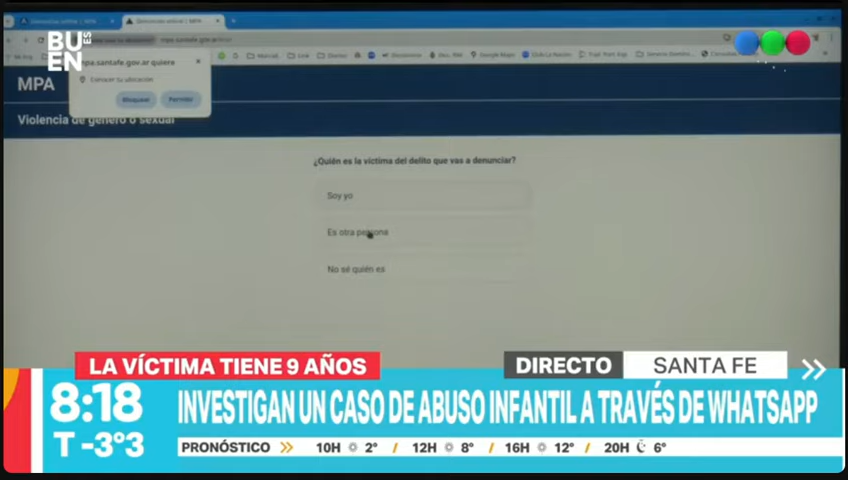 BUEN
ES
mpa.santafe.gov.ar quiere
Conocer tu ubicación
Bloquear
Permitir
MPA
Violencia de género o sexual
¿Quién es la víctima del delito que vas a denunciar?
Soy yo
Es otra persona
No sé quién es
LA VÍCTIMA TIENE 9 AÑOS
DIRECTO
SANTA FE
8:18
INVESTIGAN UN CASO DE ABUSO INFANTIL A TRAVÉS DE WHATSAPP
T -3°3
PRONÓSTICO 10H 2° / 12H 8° / 16H 12° / 20H 6°